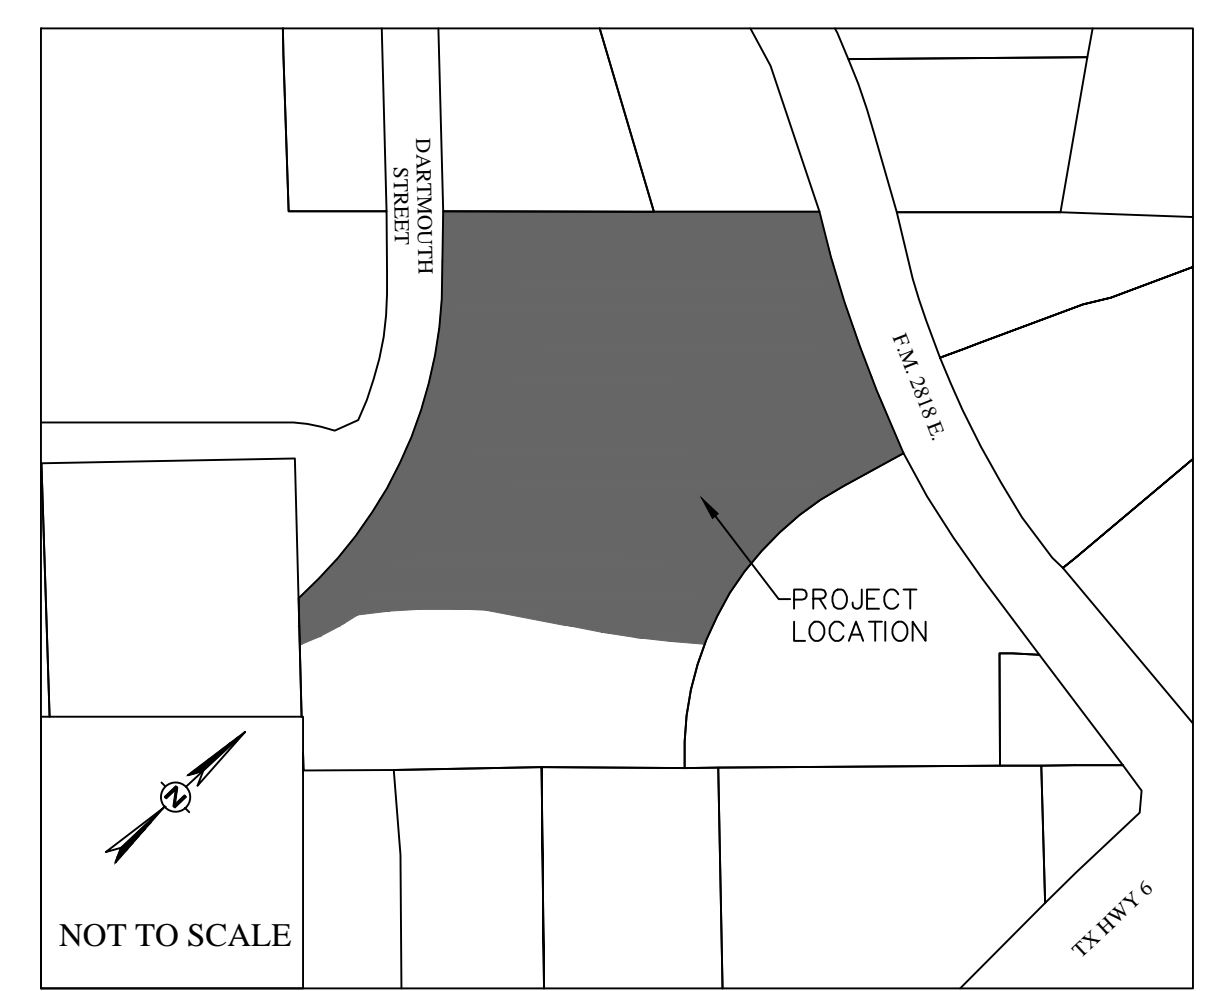 DARTMOUTH
STREET
F.M. 2818 E.
PROJECT
LOCATION
N
NOT TO SCALE
TX HWY 6